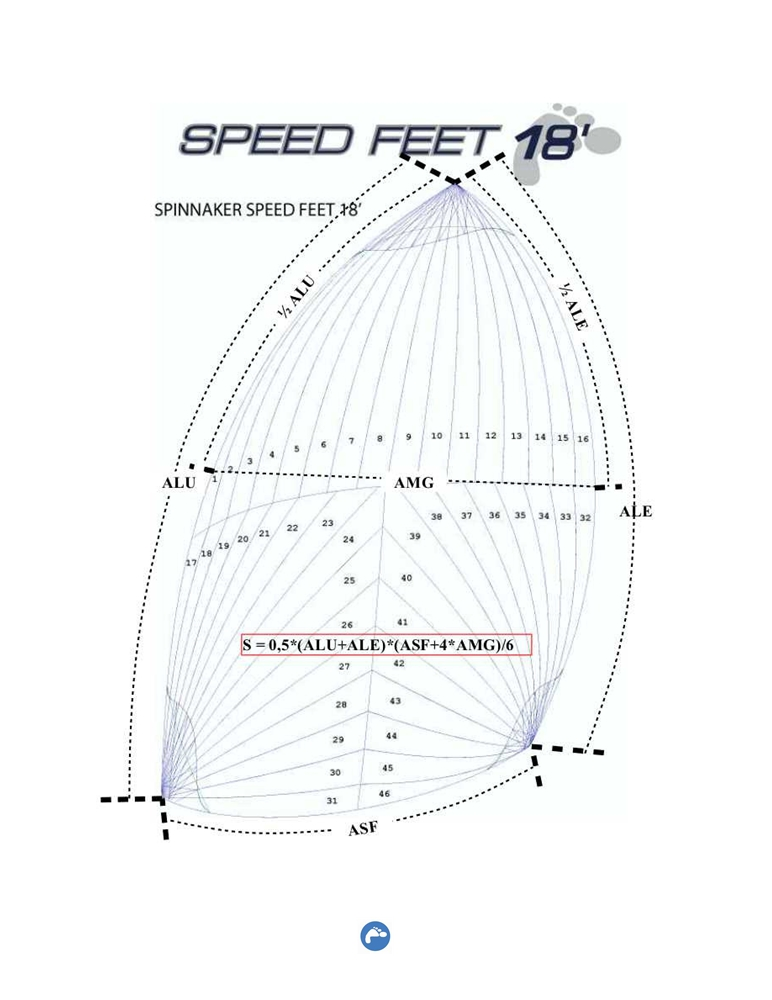 SPEED FEET 18'
SPINNAKER SPEED FEET 18'
½ ALU
½ ALE
1 2 3 4 5 6 7 8 9 10 11 12 13 14 15 16
ALU
AMG
ALE
17 18 19 20 21 22 23 24 39 38 37 36 35 34 33 32
25 40
26 41
S = 0,5*(ALU+ALE)*(ASF+4*AMG)/6
27 42
28 43
29 44
30 45
31 46
ASF